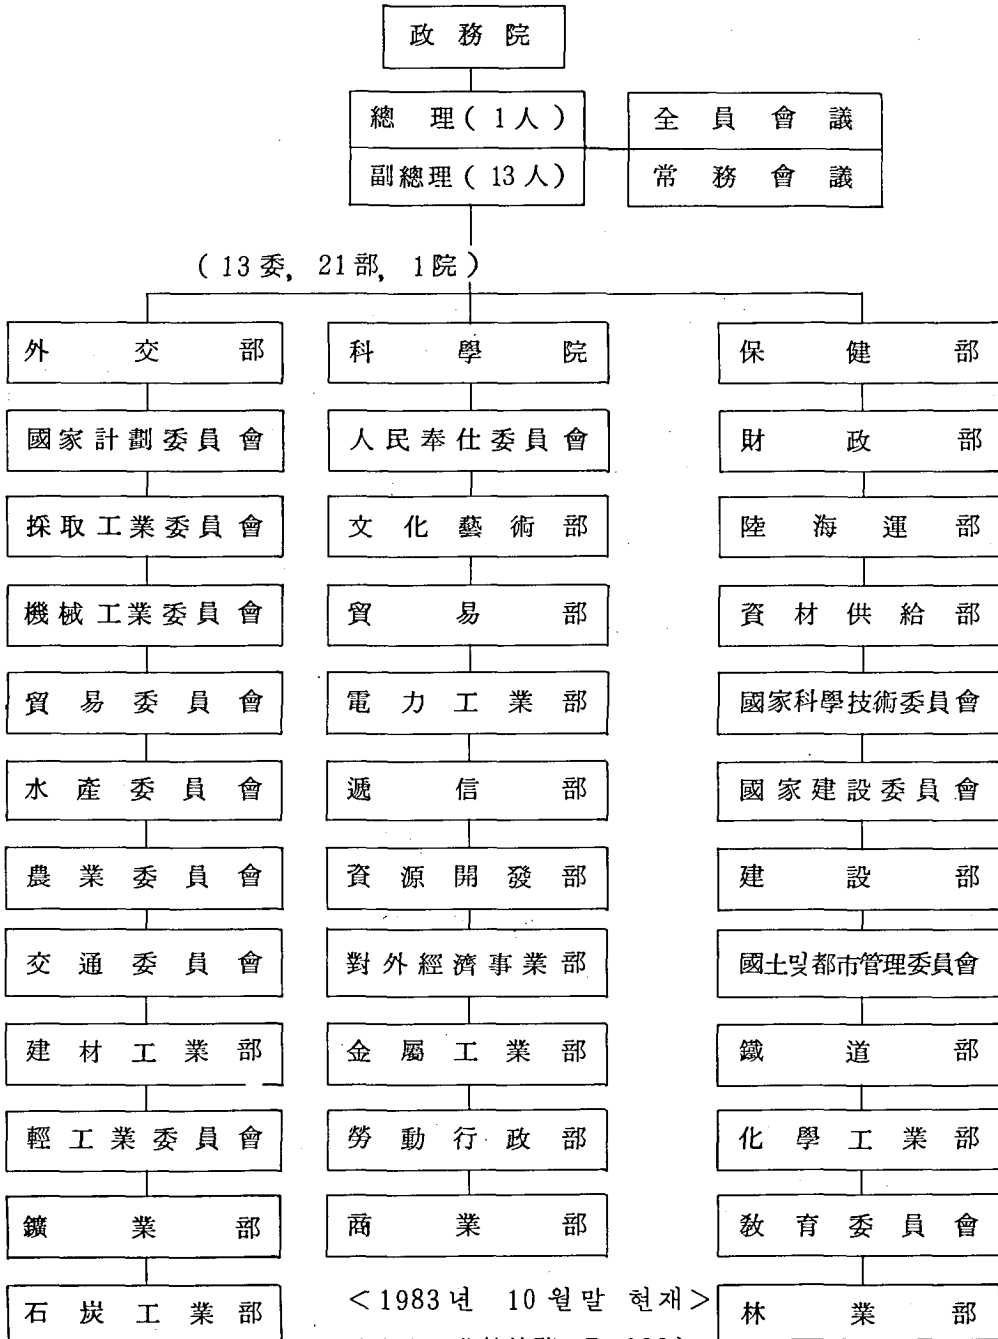 政務院
總理(1人)
副總理(13人)
全員會議
常務會議
(13委, 21部, 1院)
外交部
國家計劃委員會
採取工業委員會
機械工業委員會
貿易委員會
水產委員會
農業委員會
交通委員會
建材工業部
輕工業委員會
鑛業部
石炭工業部
科學院
人民奉仕委員會
文化藝術部
貿易部
電力工業部
遞信部
資源開發部
對外經濟事業部
金屬工業部
勞動行政部
商業部
保健部
財政部
陸海運部
資材供給部
國家科學技術委員會
國家建設委員會
建設部
國土및都市管理委員會
鐵道部
化學工業部
敎育委員會
林業部
<1983년 10월말 현재>